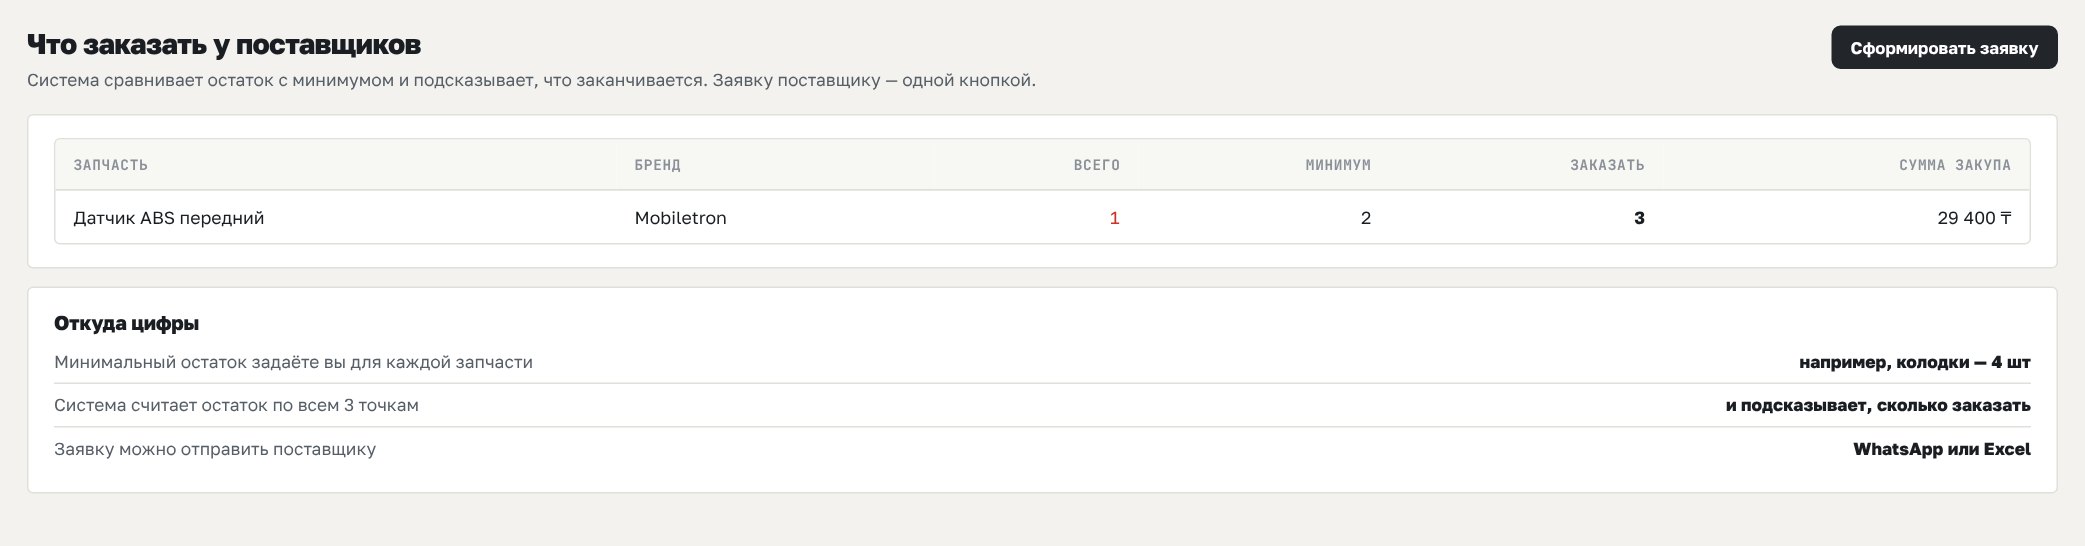 Что заказать у поставщиков
Сформировать заявку
Система сравнивает остаток с минимумом и подсказывает, что заканчивается. Заявку поставщику — одной кнопкой.
ЗАПЧАСТЬ БРЕНД ВСЕГО МИНИМУМ ЗАКАЗАТЬ СУММА ЗАКУПА
Датчик ABS передний Mobiletron 1 2 3 29 400 ₸
Откуда цифры
Минимальный остаток задаёте вы для каждой запчасти например, колодки — 4 шт
Система считает остаток по всем 3 точкам и подсказывает, сколько заказать
Заявку можно отправить поставщику WhatsApp или Excel